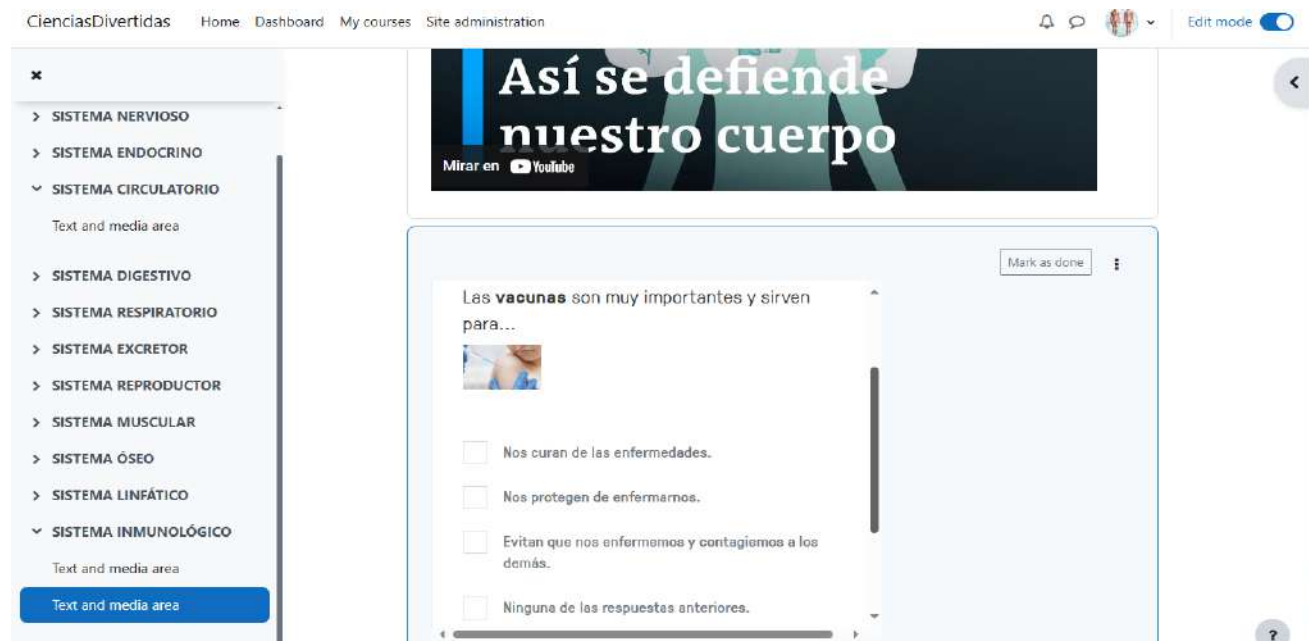 CienciasDivertidas Home Dashboard My courses Site administration Edit mode
SISTEMA NERVIOSO
SISTEMA ENDOCRINO
SISTEMA CIRCULATORIO
Text and media area
SISTEMA DIGESTIVO
SISTEMA RESPIRATORIO
SISTEMA EXCRETOR
SISTEMA REPRODUCTOR
SISTEMA MUSCULAR
SISTEMA ÓSEO
SISTEMA LINFÁTICO
SISTEMA INMUNOLÓGICO
Text and media area
Text and media area
Así se defiende
nuestro cuerpo
Mirar en YouTube
Mark as done
Las vacunas son muy importantes y sirven
para...
Nos curan de las enfermedades.
Nos protegen de enfermarnos.
Evitan que nos enfermemos y contagiemos a los
demás.
Ninguna de las respuestas anteriores.
?